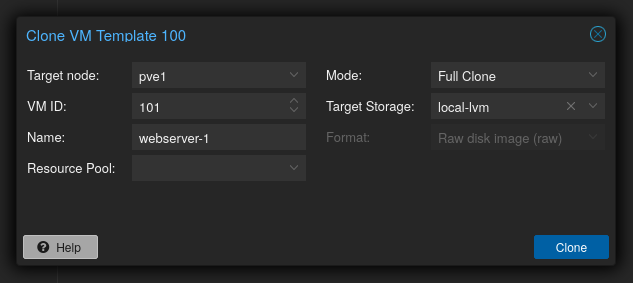 Clone VM Template 100
Target node: pve1 Mode: Full Clone
VM ID: 101 Target Storage: local-lvm
Name: webserver-1 Format: Raw disk image (raw)
Resource Pool:
Help Clone